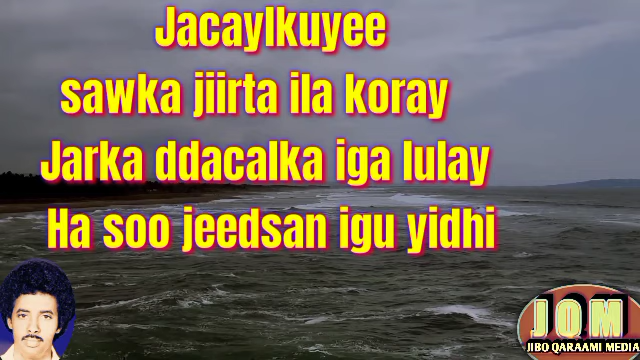 Jacaylkuyee
sawka jiirta ila koray
Jarka ddacalka iga lulay
Ha soo jeedsan igu yidhi
JOM
JIBO QARAAMI MEDIA